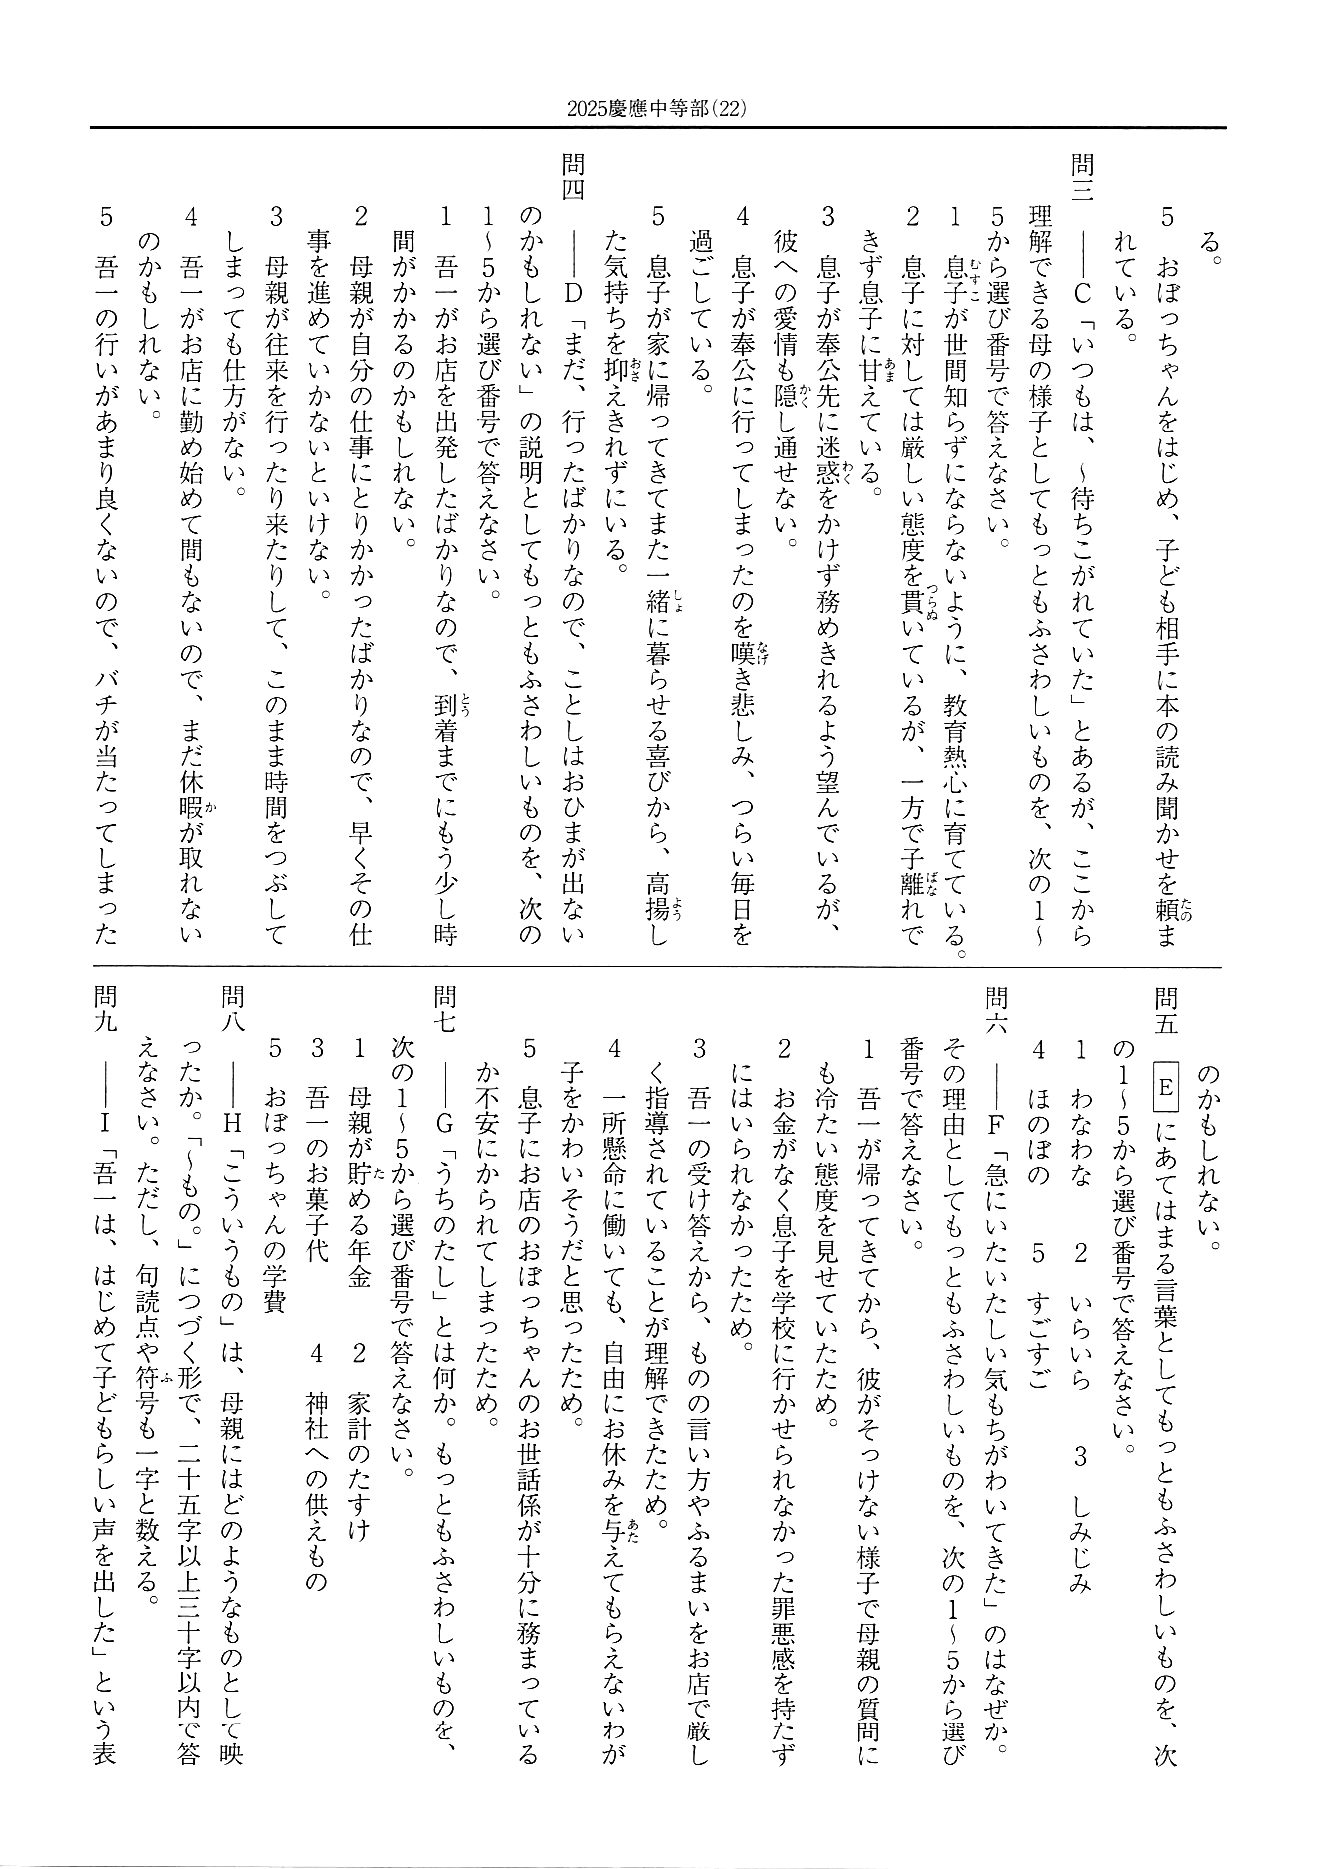 2025慶應中等部(22)
る。
5　おぼっちゃんをはじめ、子ども相手に本の読み聞かせを頼ま
れている。
問三　――C「いつもは、～待ちこがれていた」とあるが、ここから
理解できる母の様子としてもっともふさわしいものを、次の1～
5から選び番号で答えなさい。
1　息子が世間知らずにならないように、教育熱心に育てている。
2　息子に対しては厳しい態度を貫いているが、一方で子離れで
きず息子に甘えている。
3　息子が奉公先に迷惑をかけず務めきれるよう望んでいるが、
彼への愛情も隠し通せない。
4　息子が奉公に行ってしまったのを嘆き悲しみ、つらい毎日を
過ごしている。
5　息子が家に帰ってきてまた一緒に暮らせる喜びから、高揚し
た気持ちを抑えきれずにいる。
問四　――D「まだ、行ったばかりなので、ことしはおひまが出ない
のかもしれない」の説明としてもっともふさわしいものを、次の
1～5から選び番号で答えなさい。
1　吾一がお店を出発したばかりなので、到着までにもう少し時
間がかかるのかもしれない。
2　母親が自分の仕事にとりかかったばかりなので、早くその仕
事を進めていかないといけない。
3　母親が往来を行ったり来たりして、このまま時間をつぶして
しまっても仕方がない。
4　吾一がお店に勤め始めて間もないので、まだ休暇が取れない
のかもしれない。
5　吾一の行いがあまり良くないので、バチが当たってしまった
のかもしれない。
問五　Eにあてはまる言葉としてもっともふさわしいものを、次
の1～5から選び番号で答えなさい。
1　わなわな　　2　いらいら　　3　しみじみ
4　ほのぼの　　5　すごすご
問六　――F「急にいたいたしい気もちがわいてきた」のはなぜか。
その理由としてもっともふさわしいものを、次の1～5から選び
番号で答えなさい。
1　吾一が帰ってきてから、彼がそっけない様子で母親の質問に
も冷たい態度を見せていたため。
2　お金がなく息子を学校に行かせられなかった罪悪感を持たず
にはいられなかったため。
3　吾一の受け答えから、ものの言い方やふるまいをお店で厳し
く指導されていることが理解できたため。
4　一所懸命に働いても、自由にお休みを与えてもらえないわが
子をかわいそうだと思ったため。
5　息子にお店のおぼっちゃんのお世話係が十分に務まっている
か不安にかられてしまったため。
問七　――G「うちのたし」とは何か。もっともふさわしいものを、
次の1～5から選び番号で答えなさい。
1　母親が貯める年金　　2　家計のたすけ
3　吾一のお菓子代　　4　神社への供えもの
5　おぼっちゃんの学費
問八　――H「こういうもの」は、母親にはどのようなものとして映
ったか。「～もの。」につづく形で、二十五字以上三十字以内で答
えなさい。ただし、句読点や符号も一字と数える。
問九　――I「吾一は、はじめて子どもらしい声を出した」という表